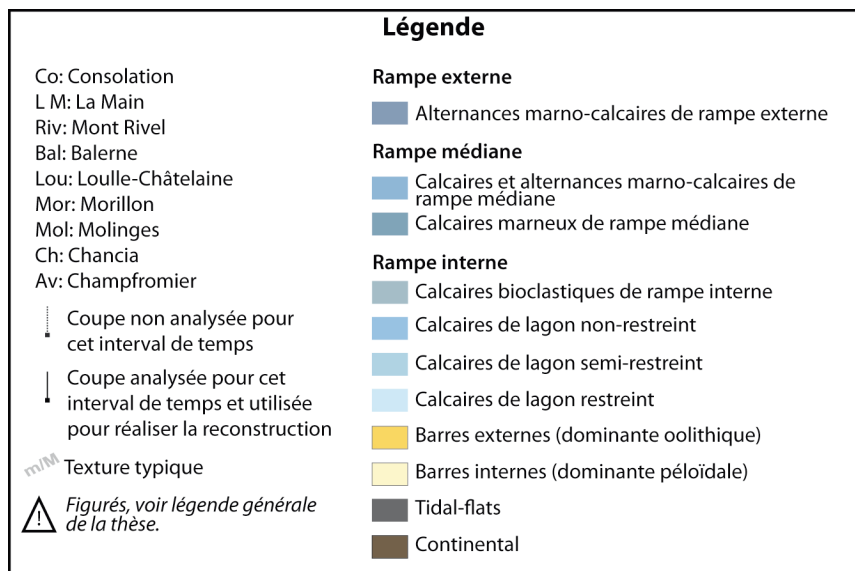 Légende
Co: Consolation
L M: La Main
Riv: Mont Rivel
Bal: Balerne
Lou: Loulle-Châtelaine
Mor: Morillon
Mol: Molinges
Ch: Chancia
Av: Champfromier
Coupe non analysée pour
cet interval de temps
Coupe analysée pour cet
interval de temps et utilisée
pour réaliser la reconstruction
m/M Texture typique
! Figurés, voir légende générale
de la thèse.
Rampe externe
Alternances marno-calcaires de rampe externe
Rampe médiane
Calcaires et alternances marno-calcaires de
rampe médiane
Calcaires marneux de rampe médiane
Rampe interne
Calcaires bioclastiques de rampe interne
Calcaires de lagon non-restreint
Calcaires de lagon semi-restreint
Calcaires de lagon restreint
Barres externes (dominante oolithique)
Barres internes (dominante péloïdale)
Tidal-flats
Continental